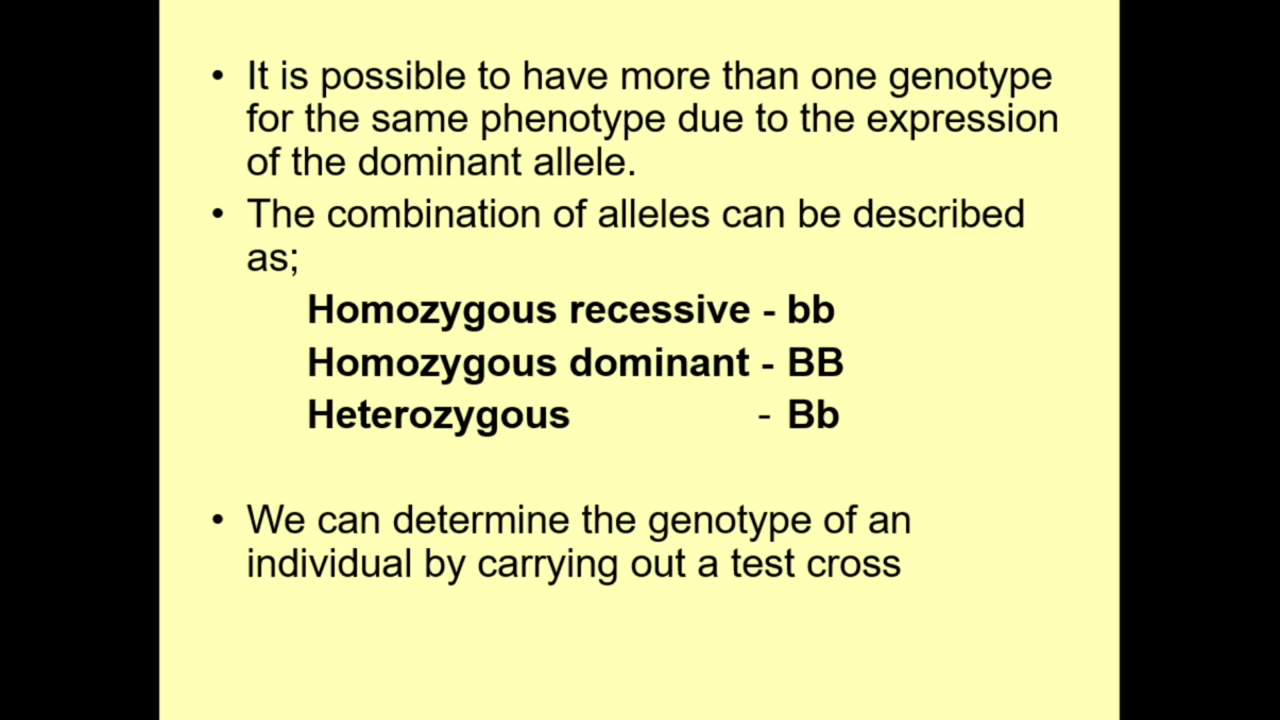 • It is possible to have more than one genotype
for the same phenotype due to the expression
of the dominant allele.
• The combination of alleles can be described
as;
Homozygous recessive - bb
Homozygous dominant - BB
Heterozygous - Bb
• We can determine the genotype of an
individual by carrying out a test cross